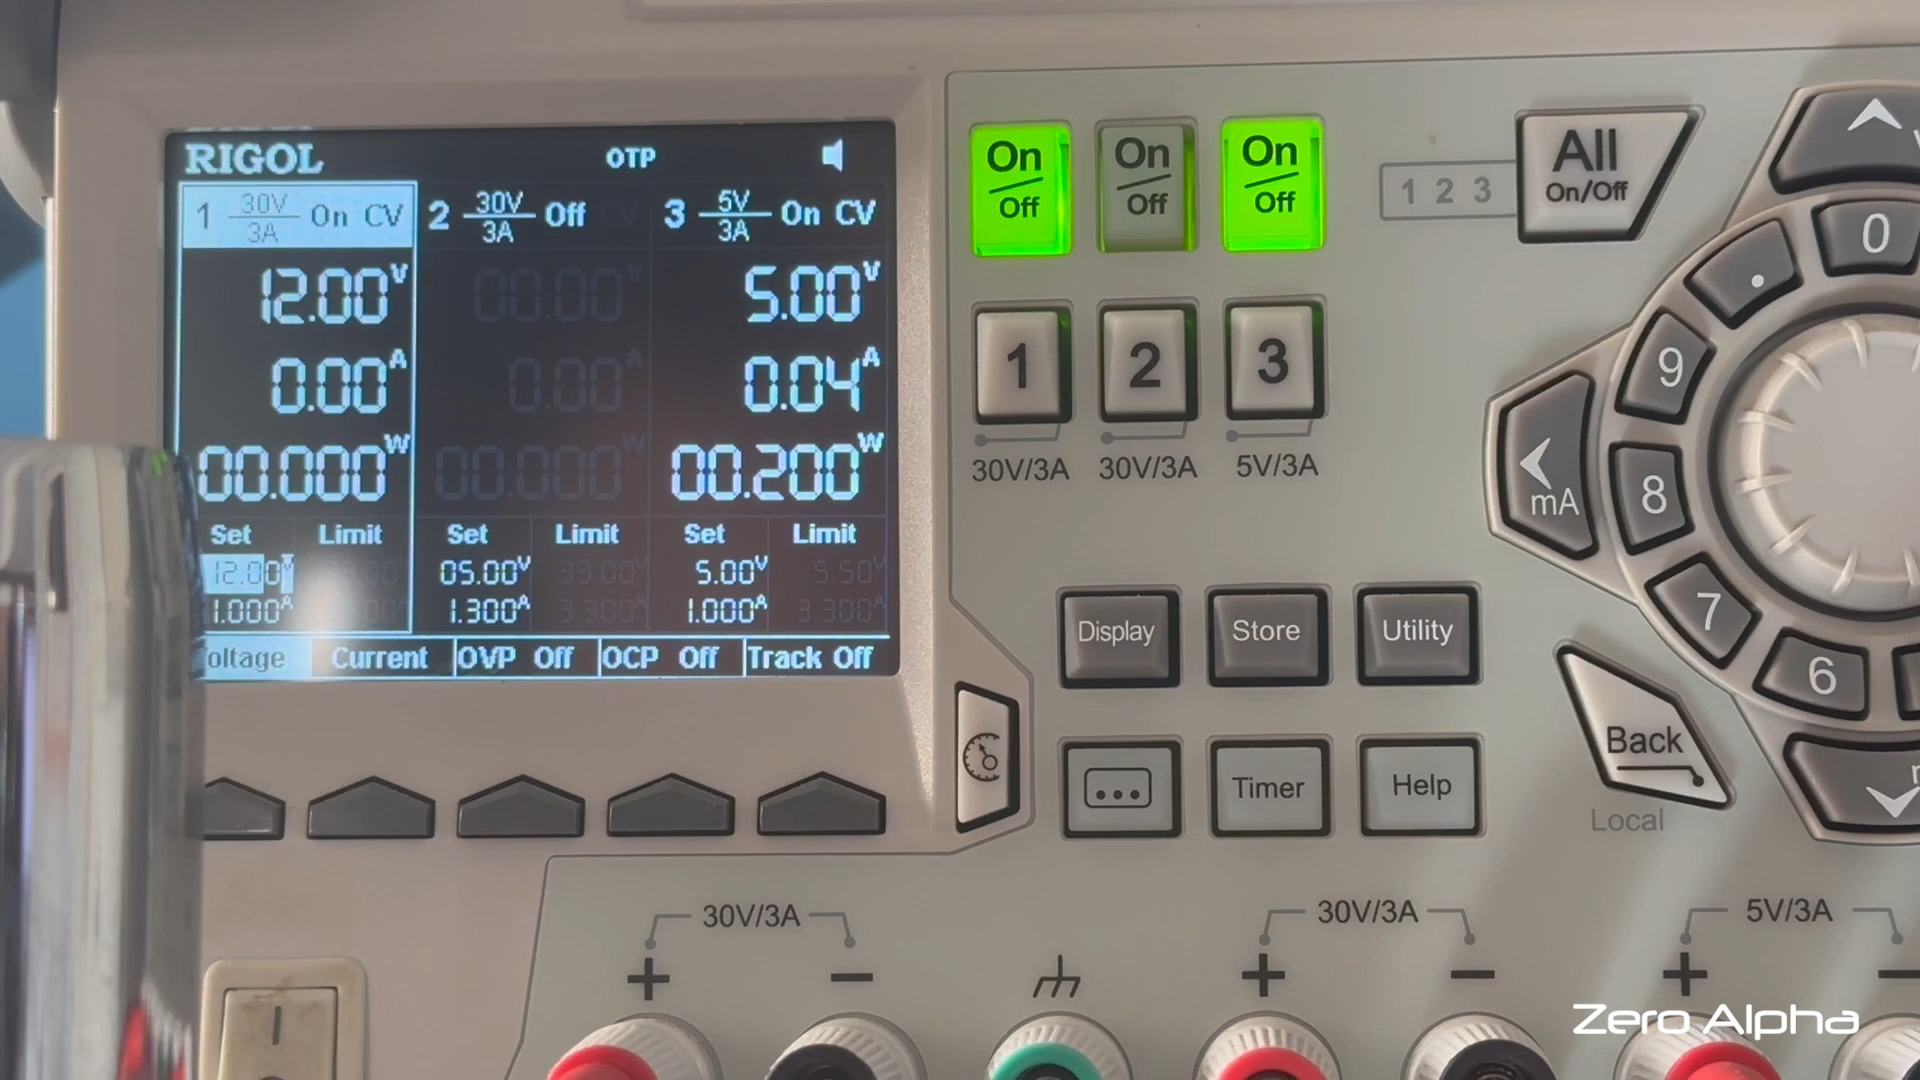 RIGOL OTP
1 30V/3A On CV 2 30V/3A Off CV 3 5V/3A On CV
12.00V 00.00V 5.00V
0.00A 0.00A 0.04A
00.000W 00.000W 00.200W
Set Limit Set Limit Set Limit
12.00V 05.00V 33.00V 5.00V 5.50V
1.000A 1.300A 3.300A 1.000A 3.300A
oltage Current OVP Off OCP Off Track Off
On/Off On/Off On/Off
1 2 3
All
On/Off
1 2 3
30V/3A 30V/3A 5V/3A
0
.
9
8
7
6
< mA
Display Store Utility
... Timer Help
Back
Local
30V/3A 30V/3A 5V/3A
+ − + − + −
I
Zero Alpha